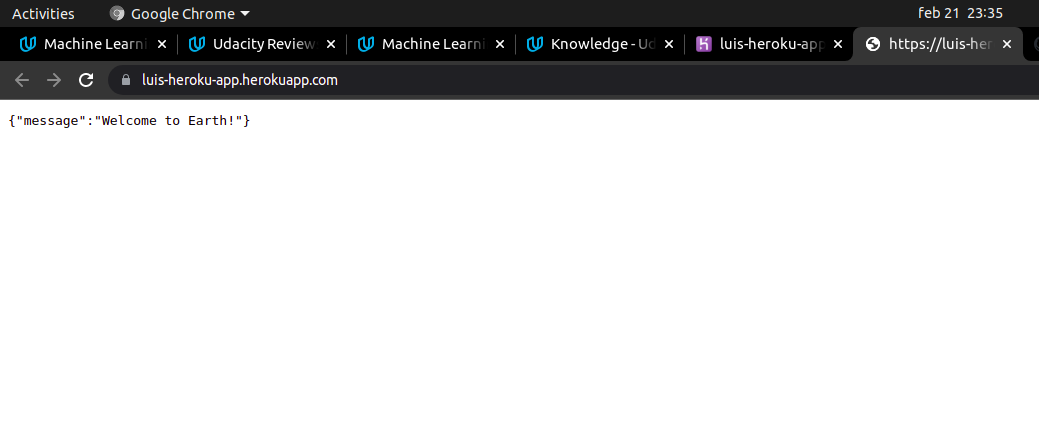 Activities Google Chrome feb 21 23:35
Machine Learni Udacity Review Machine Learni Knowledge - Ud luis-heroku-app https://luis-her
luis-heroku-app.herokuapp.com
{"message":"Welcome to Earth!"}